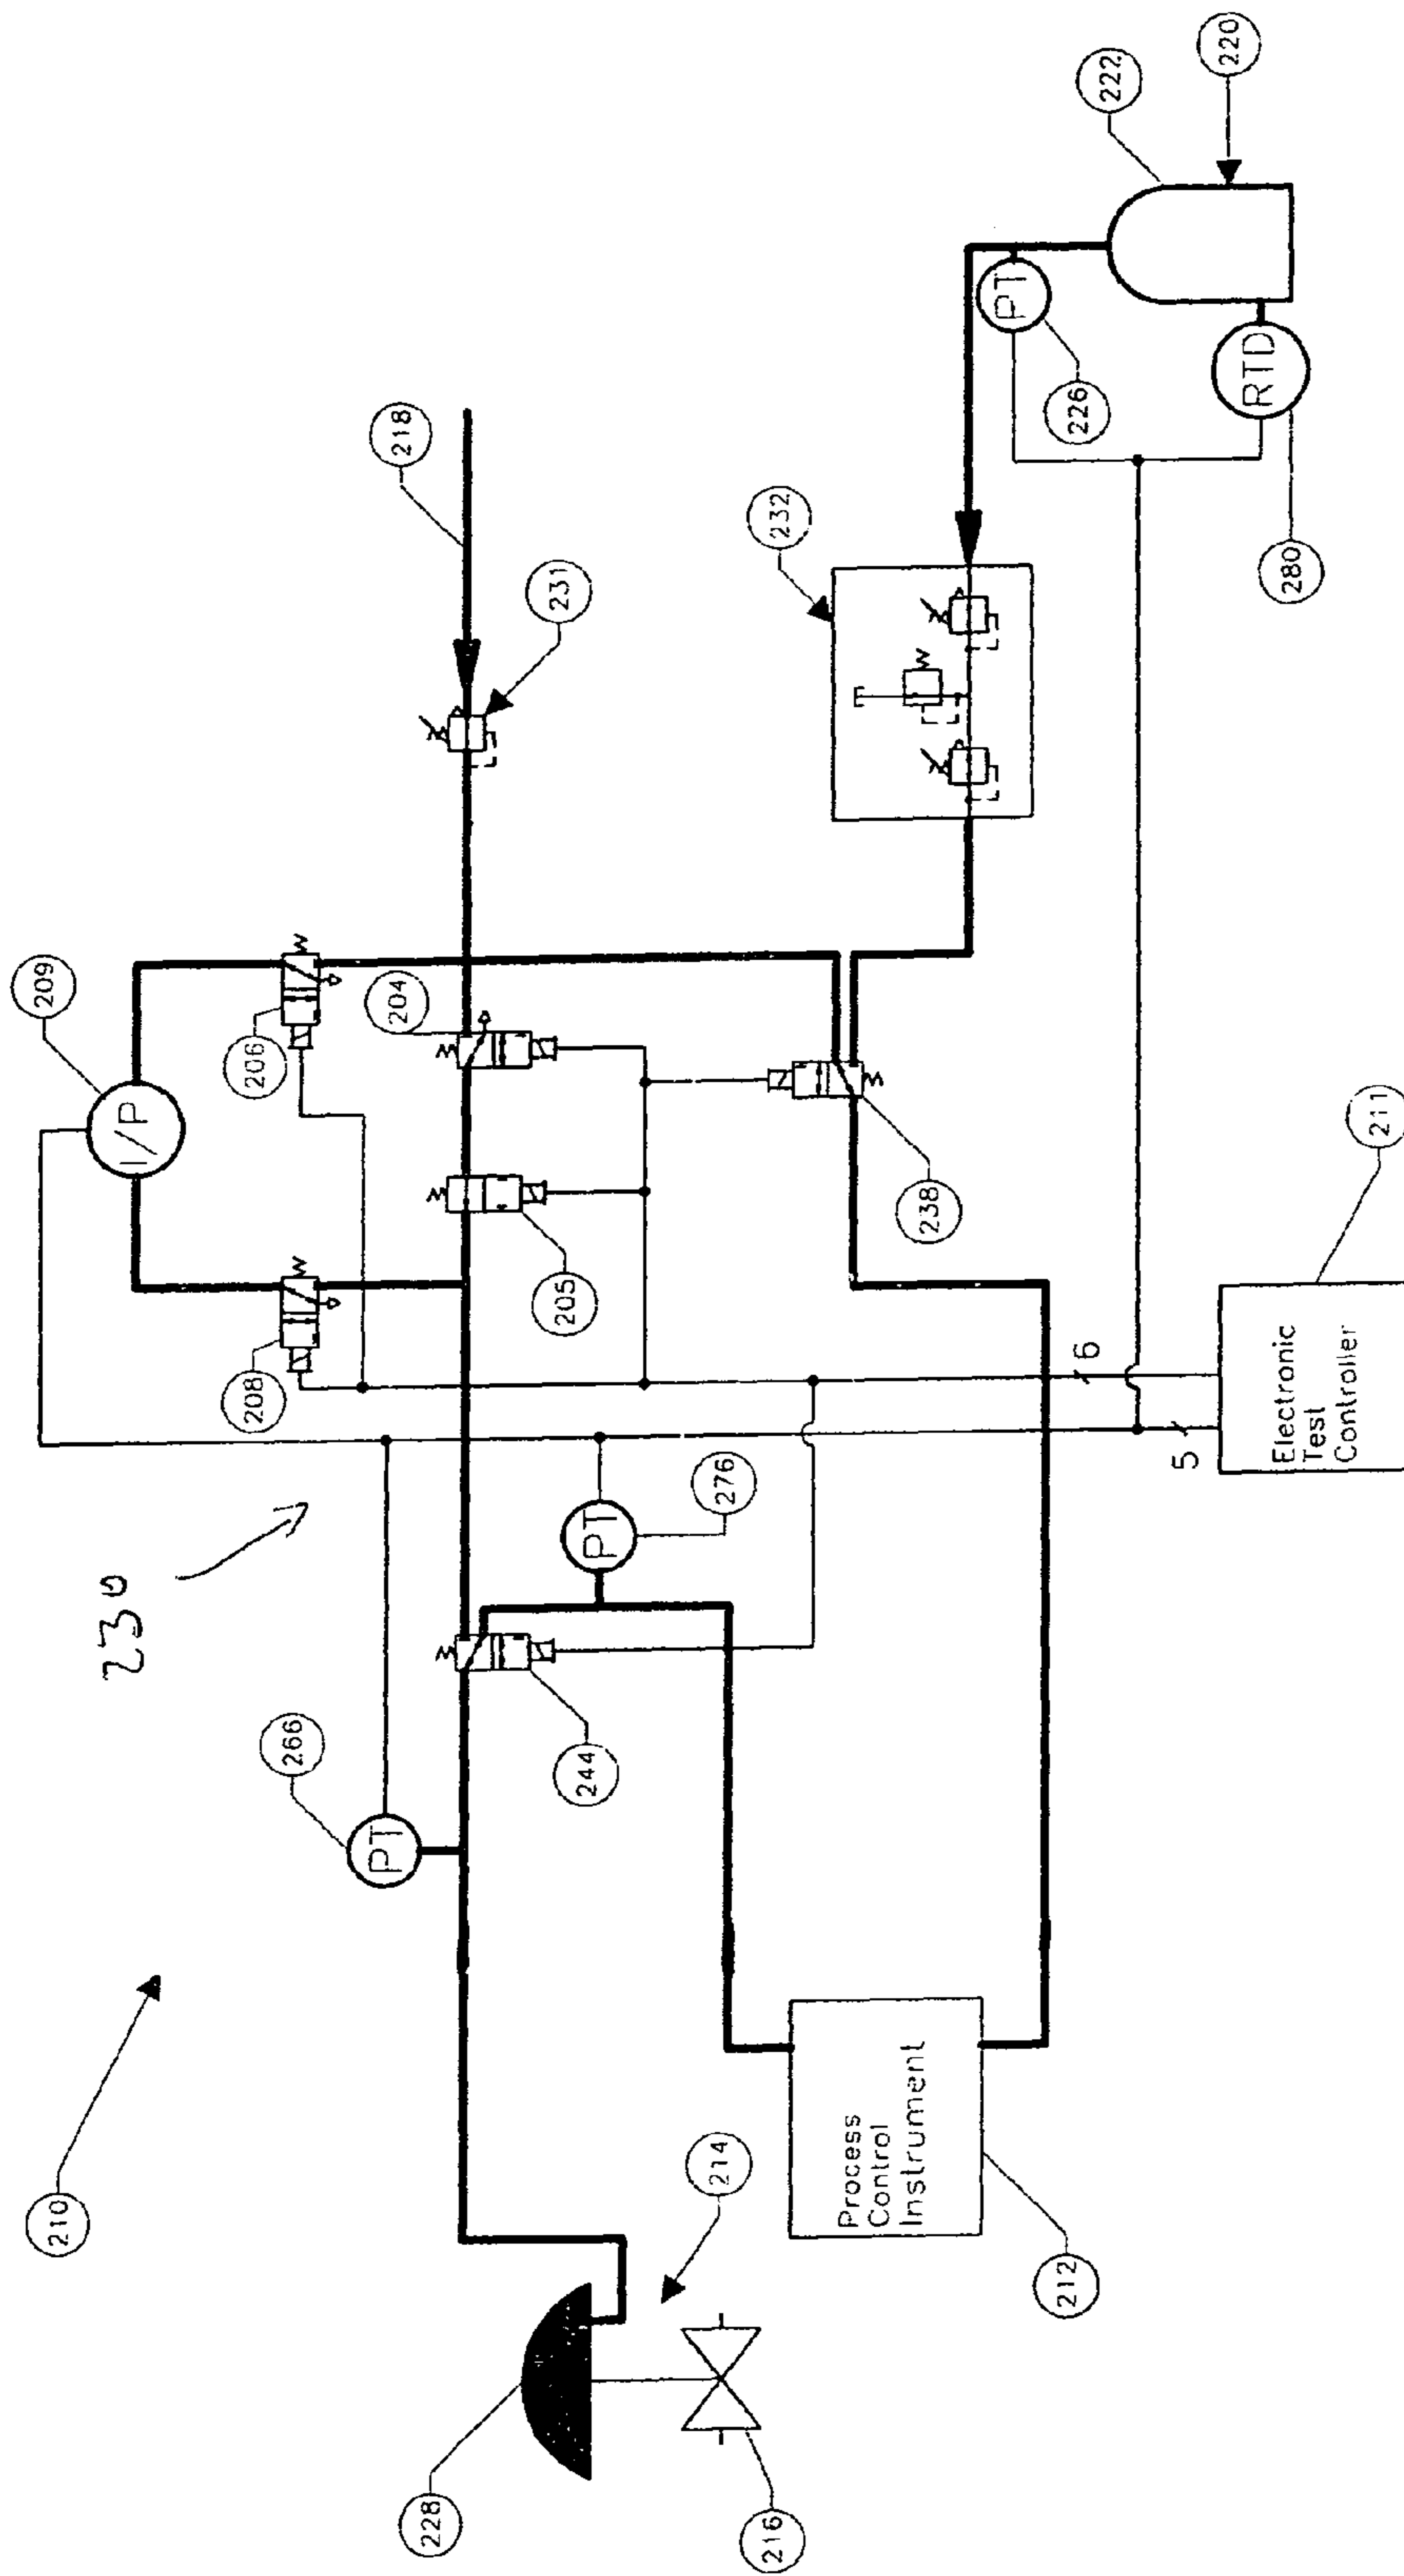 210
230
209
206
208
204
218
231
266
205
276
244
232
222
220
226
280
238
211
228
214
216
212
I/P
PT
PT
PT
RTD
5
6
Process
Control
Instrument
Electronic
Test
Controller